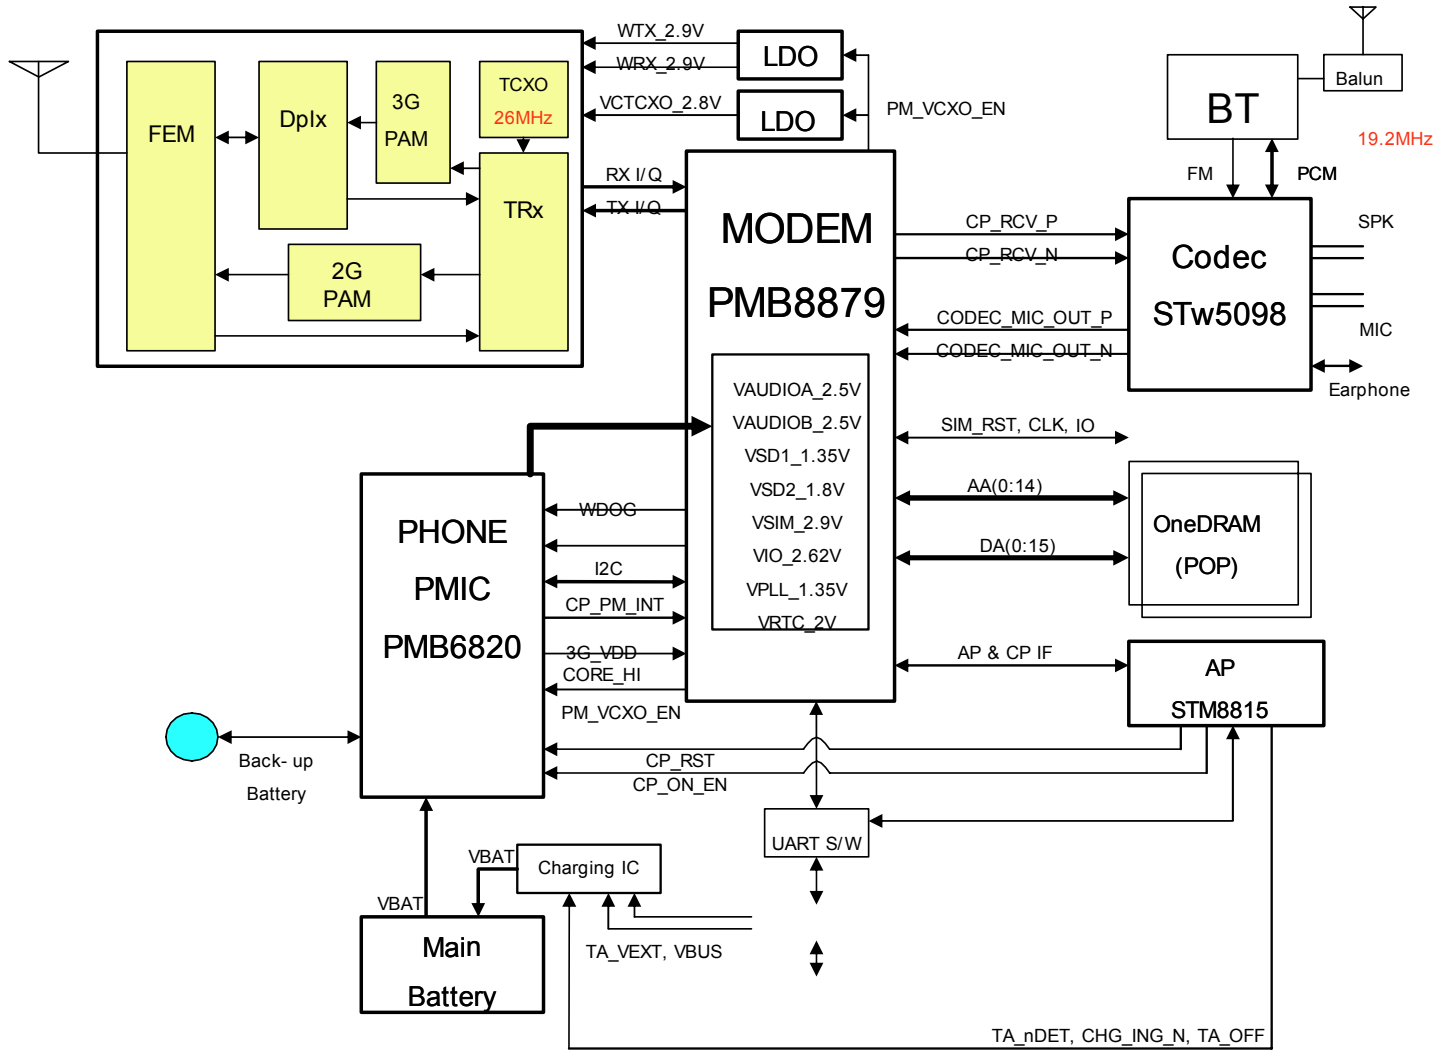 WTX_2.9V
WRX_2.9V
VCTCXO_2.8V
LDO
LDO
PM_VCXO_EN
BT
Balun
19.2MHz
FM
PCM
FEM
Dplx
3G
PAM
TCXO
26MHz
TRx
2G
PAM
RX I/Q
TX I/Q
MODEM
PMB8879
CP_RCV_P
CP_RCV_N
CODEC_MIC_OUT_P
CODEC_MIC_OUT_N
Codec
STw5098
SPK
MIC
Earphone
VAUDIOA_2.5V
VAUDIOB_2.5V
VSD1_1.35V
VSD2_1.8V
VSIM_2.9V
VIO_2.62V
VPLL_1.35V
VRTC_2V
SIM_RST, CLK, IO
AA(0:14)
DA(0:15)
OneDRAM
(POP)
AP & CP IF
AP
STM8815
PHONE
PMIC
PMB6820
WDOG
I2C
CP_PM_INT
3G_VDD
CORE_HI
PM_VCXO_EN
CP_RST
CP_ON_EN
Back- up
Battery
UART S/W
VBAT
Charging IC
VBAT
Main
Battery
TA_VEXT, VBUS
TA_nDET, CHG_ING_N, TA_OFF